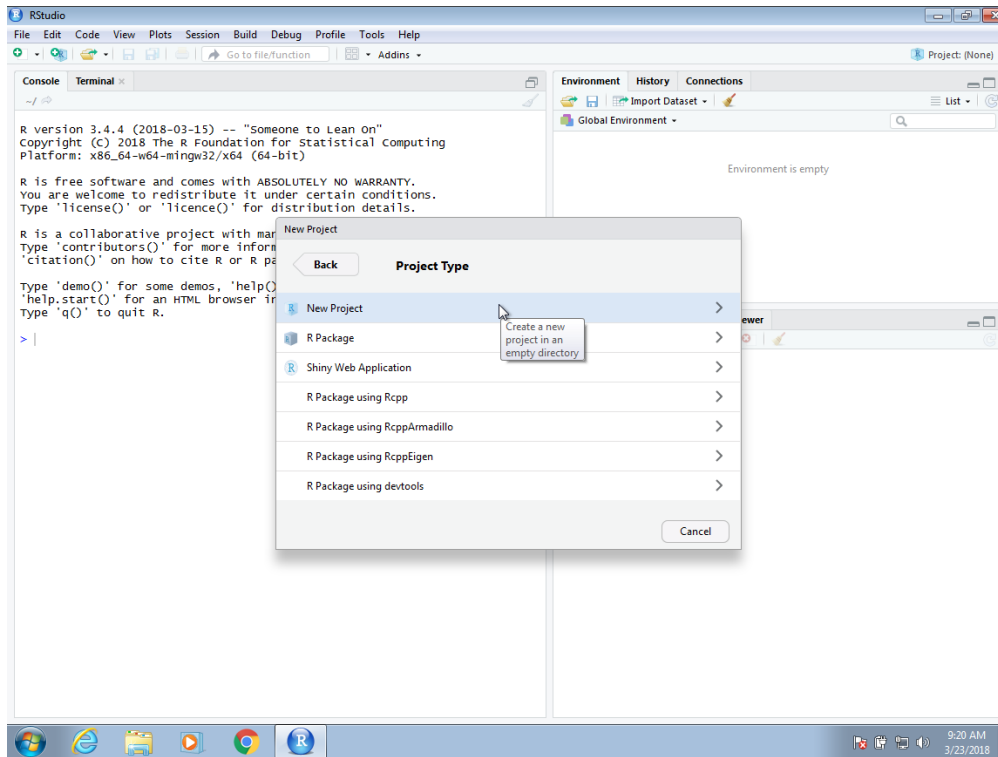 RStudio
File Edit Code View Plots Session Build Debug Profile Tools Help
Go to file/function Addins Project: (None)
Console Terminal
~/
R version 3.4.4 (2018-03-15) -- "Someone to Lean On"
Copyright (C) 2018 The R Foundation for Statistical Computing
Platform: x86_64-w64-mingw32/x64 (64-bit)
R is free software and comes with ABSOLUTELY NO WARRANTY.
You are welcome to redistribute it under certain conditions.
Type 'license()' or 'licence()' for distribution details.
R is a collaborative project with
Type 'contributors()' for more
'citation()' on how to cite R or R
Type 'demo()' for some demos, 'help()
'help.start()' for an HTML browser
Type 'q()' to quit R.
>
Environment History Connections
Import Dataset List
Global Environment
Environment is empty
New Project
Back Project Type
R New Project
Create a new
project in an
empty directory
R Package
R Shiny Web Application
R Package using Rcpp
R Package using RcppArmadillo
R Package using RcppEigen
R Package using devtools
Cancel
R
9:20 AM
3/23/2018